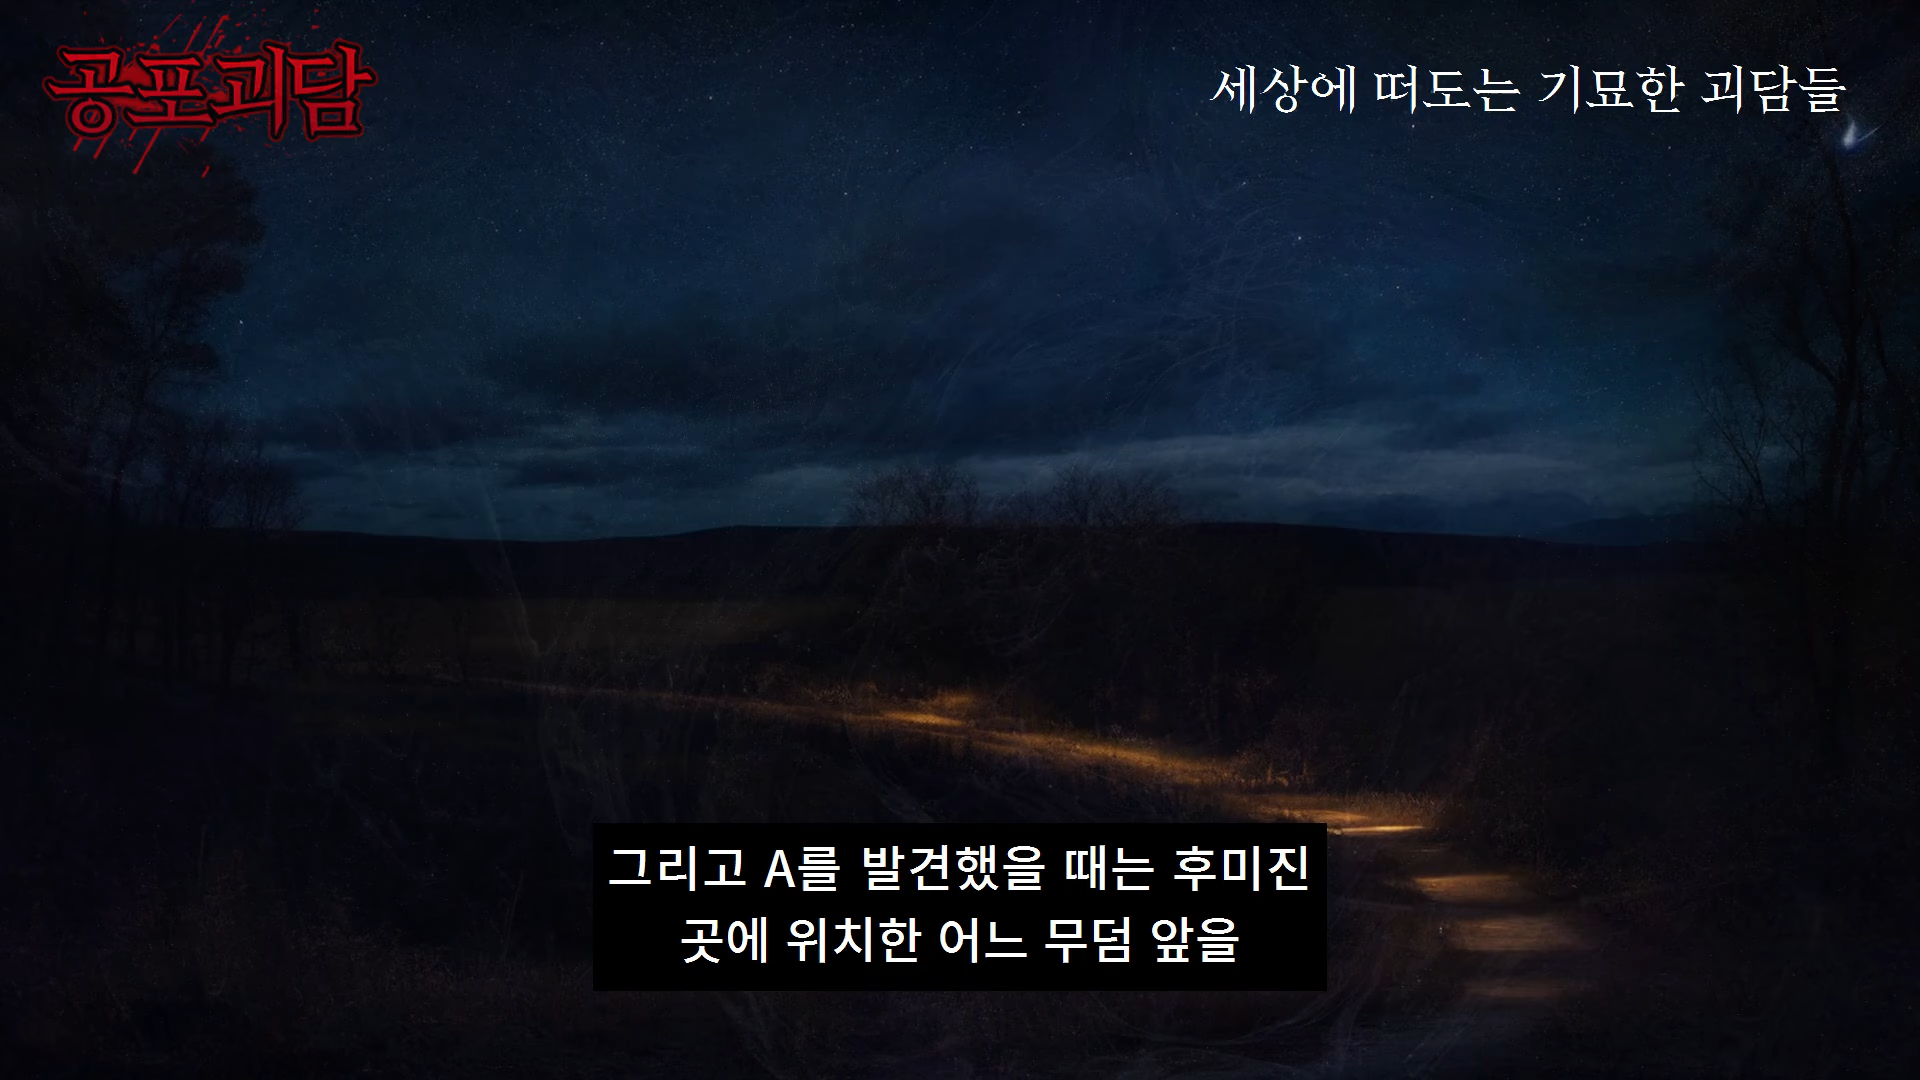 공포괴담
세상에 떠도는 기묘한 괴담들
그리고 A를 발견했을 때는 후미진
곳에 위치한 어느 무덤 앞을